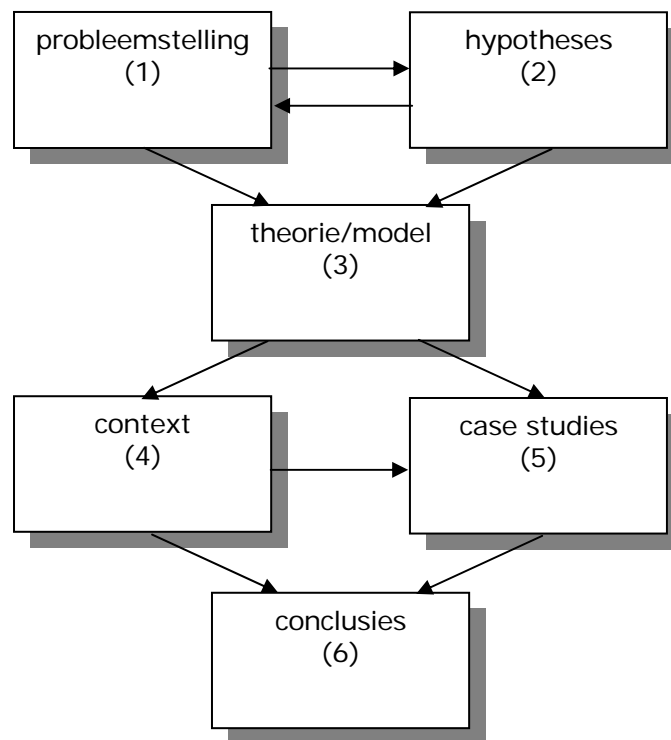 probleemstelling
(1)
hypotheses
(2)
theorie/model
(3)
context
(4)
case studies
(5)
conclusies
(6)